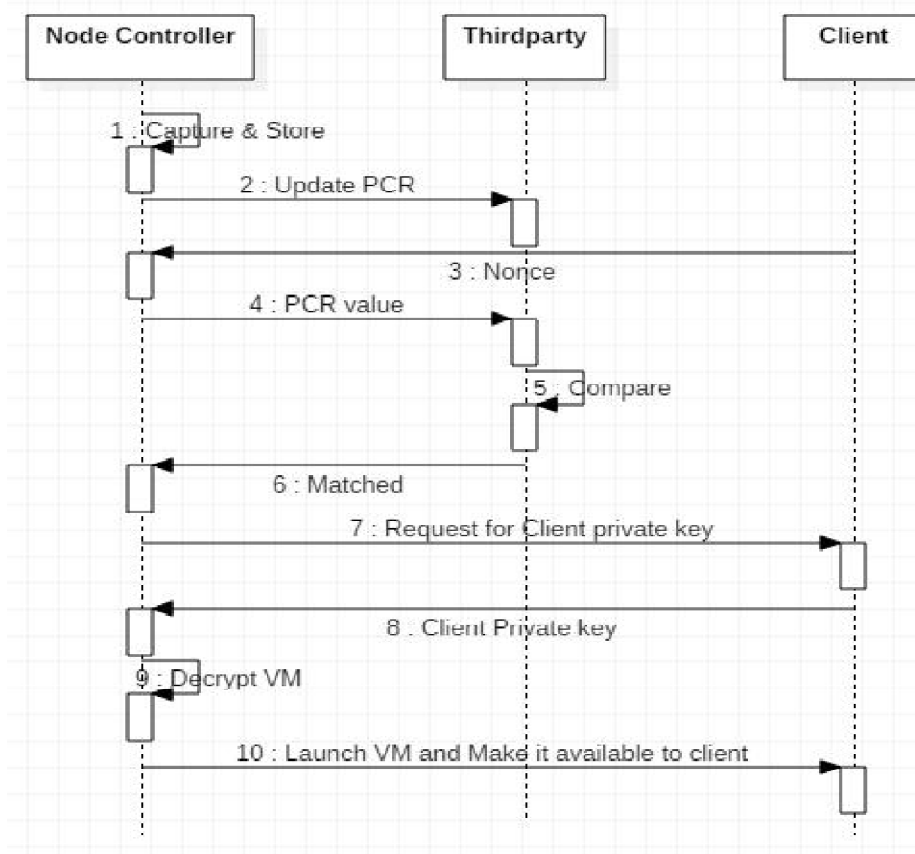 Node Controller
Thirdparty
Client
1 : Capture & Store
2 : Update PCR
3 : Nonce
4 : PCR value
5 : Compare
6 : Matched
7 : Request for Client private key
8 : Client Private key
9 : Decrypt VM
10 : Launch VM and Make it available to client